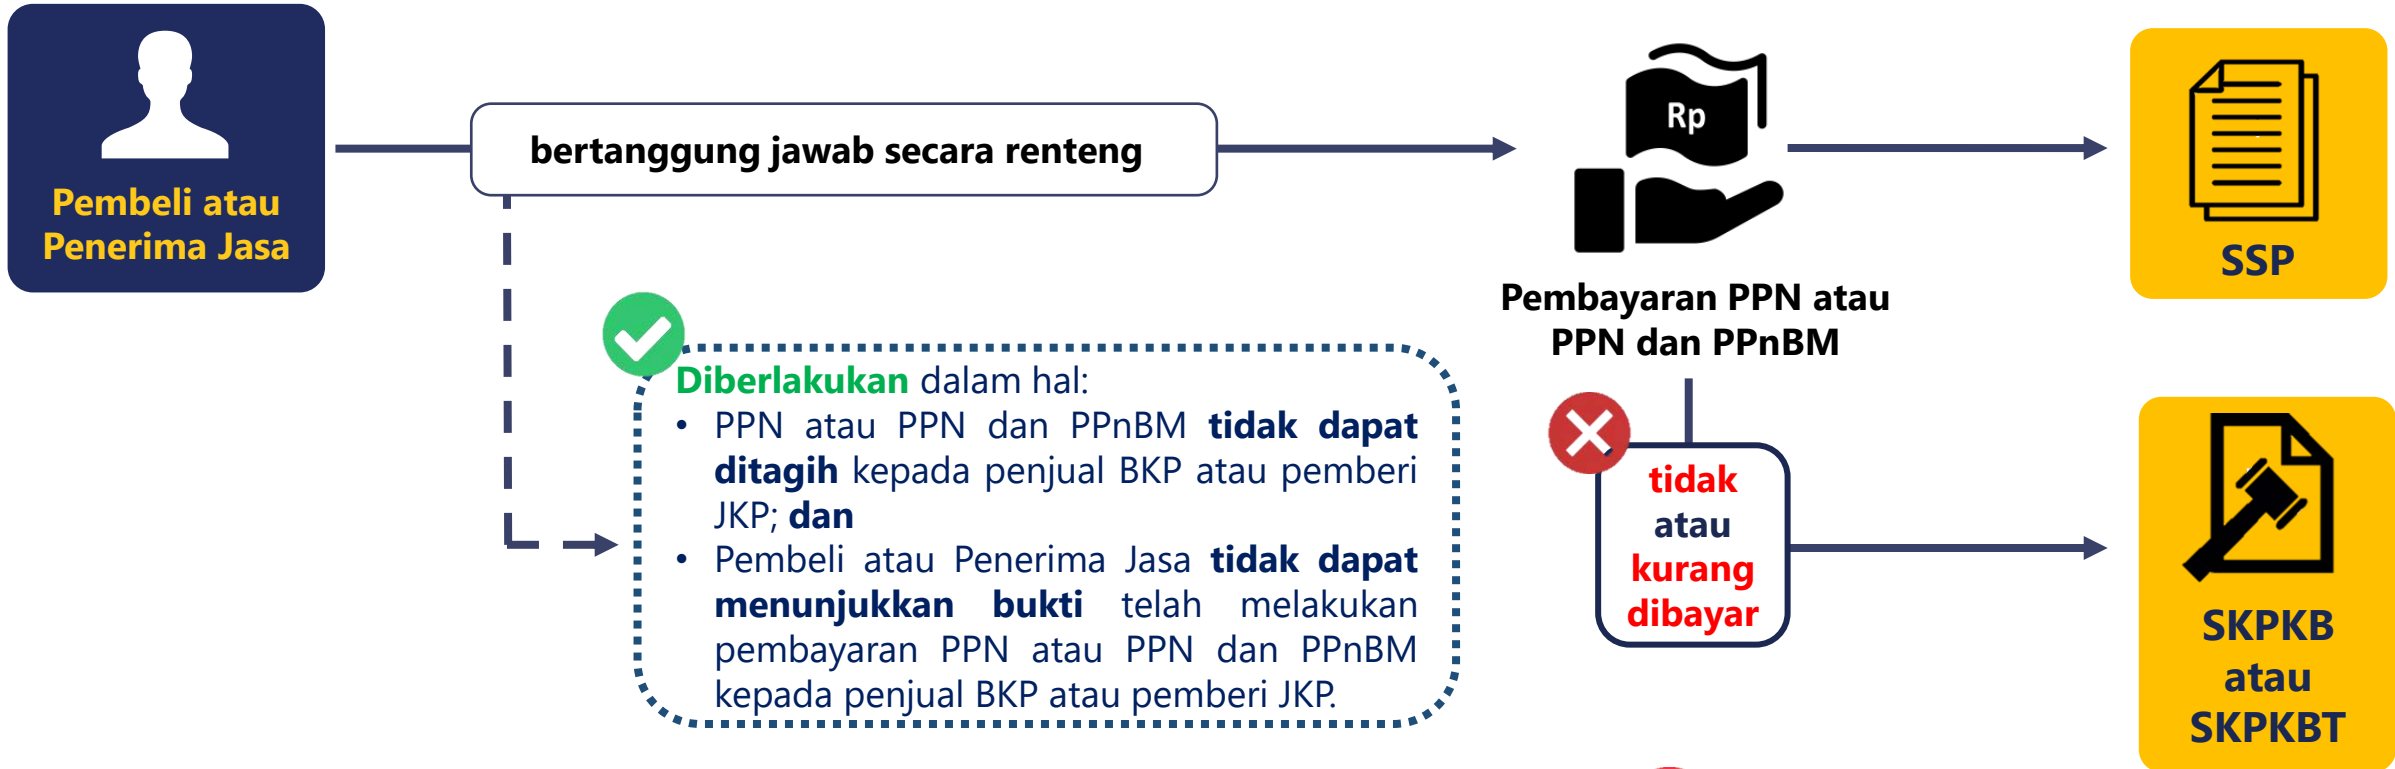 Pembeli atau
Penerima Jasa
bertanggung jawab secara renteng
Rp
Pembayaran PPN atau
PPN dan PPnBM
SSP
Diberlakukan dalam hal:
• PPN atau PPN dan PPnBM tidak dapat
ditagih kepada penjual BKP atau pemberi
JKP; dan
• Pembeli atau Penerima Jasa tidak dapat
menunjukkan bukti telah melakukan
pembayaran PPN atau PPN dan PPnBM
kepada penjual BKP atau pemberi JKP.
tidak
atau
kurang
dibayar
SKPKB
atau
SKPKBT